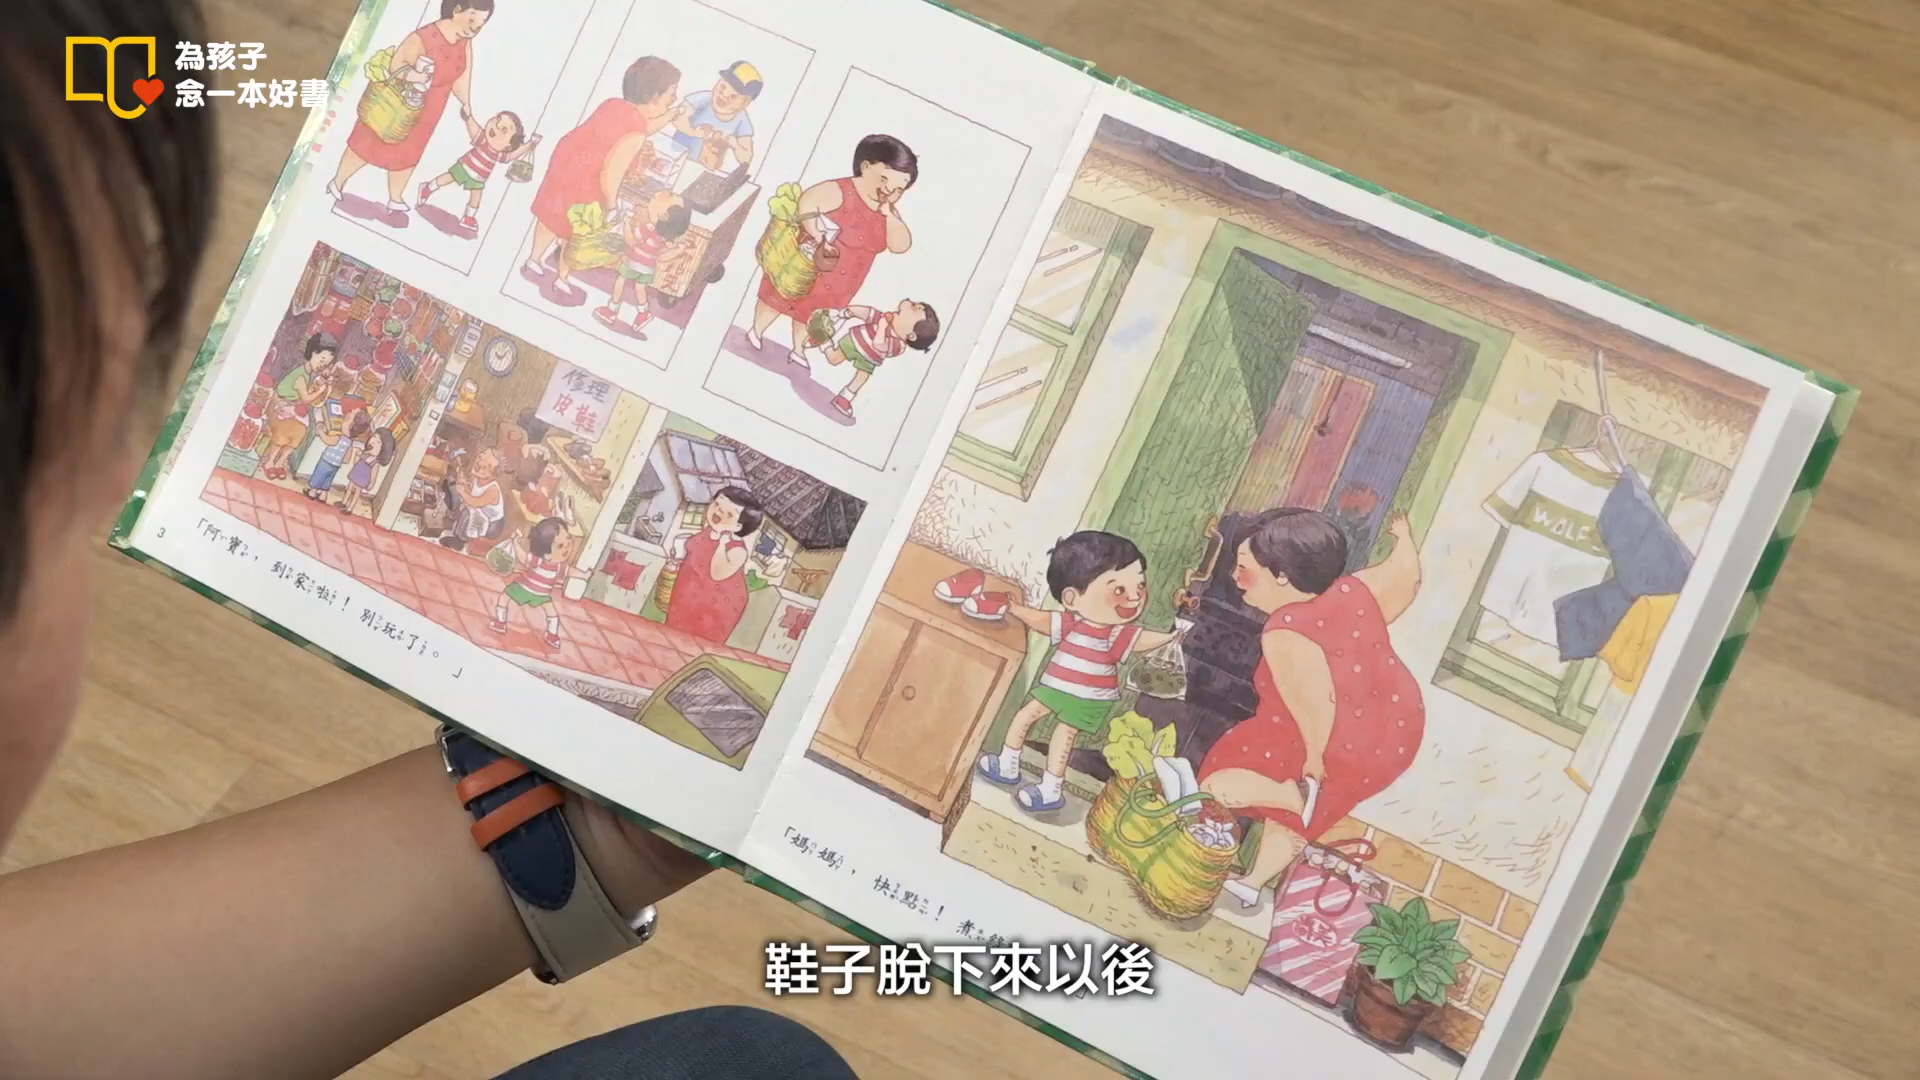 為孩子
念一本好書
修理
皮鞋
3
「阿寶,到家啦!別玩了。」
WOLF
「媽媽,快點!煮
鞋子脫下來以後